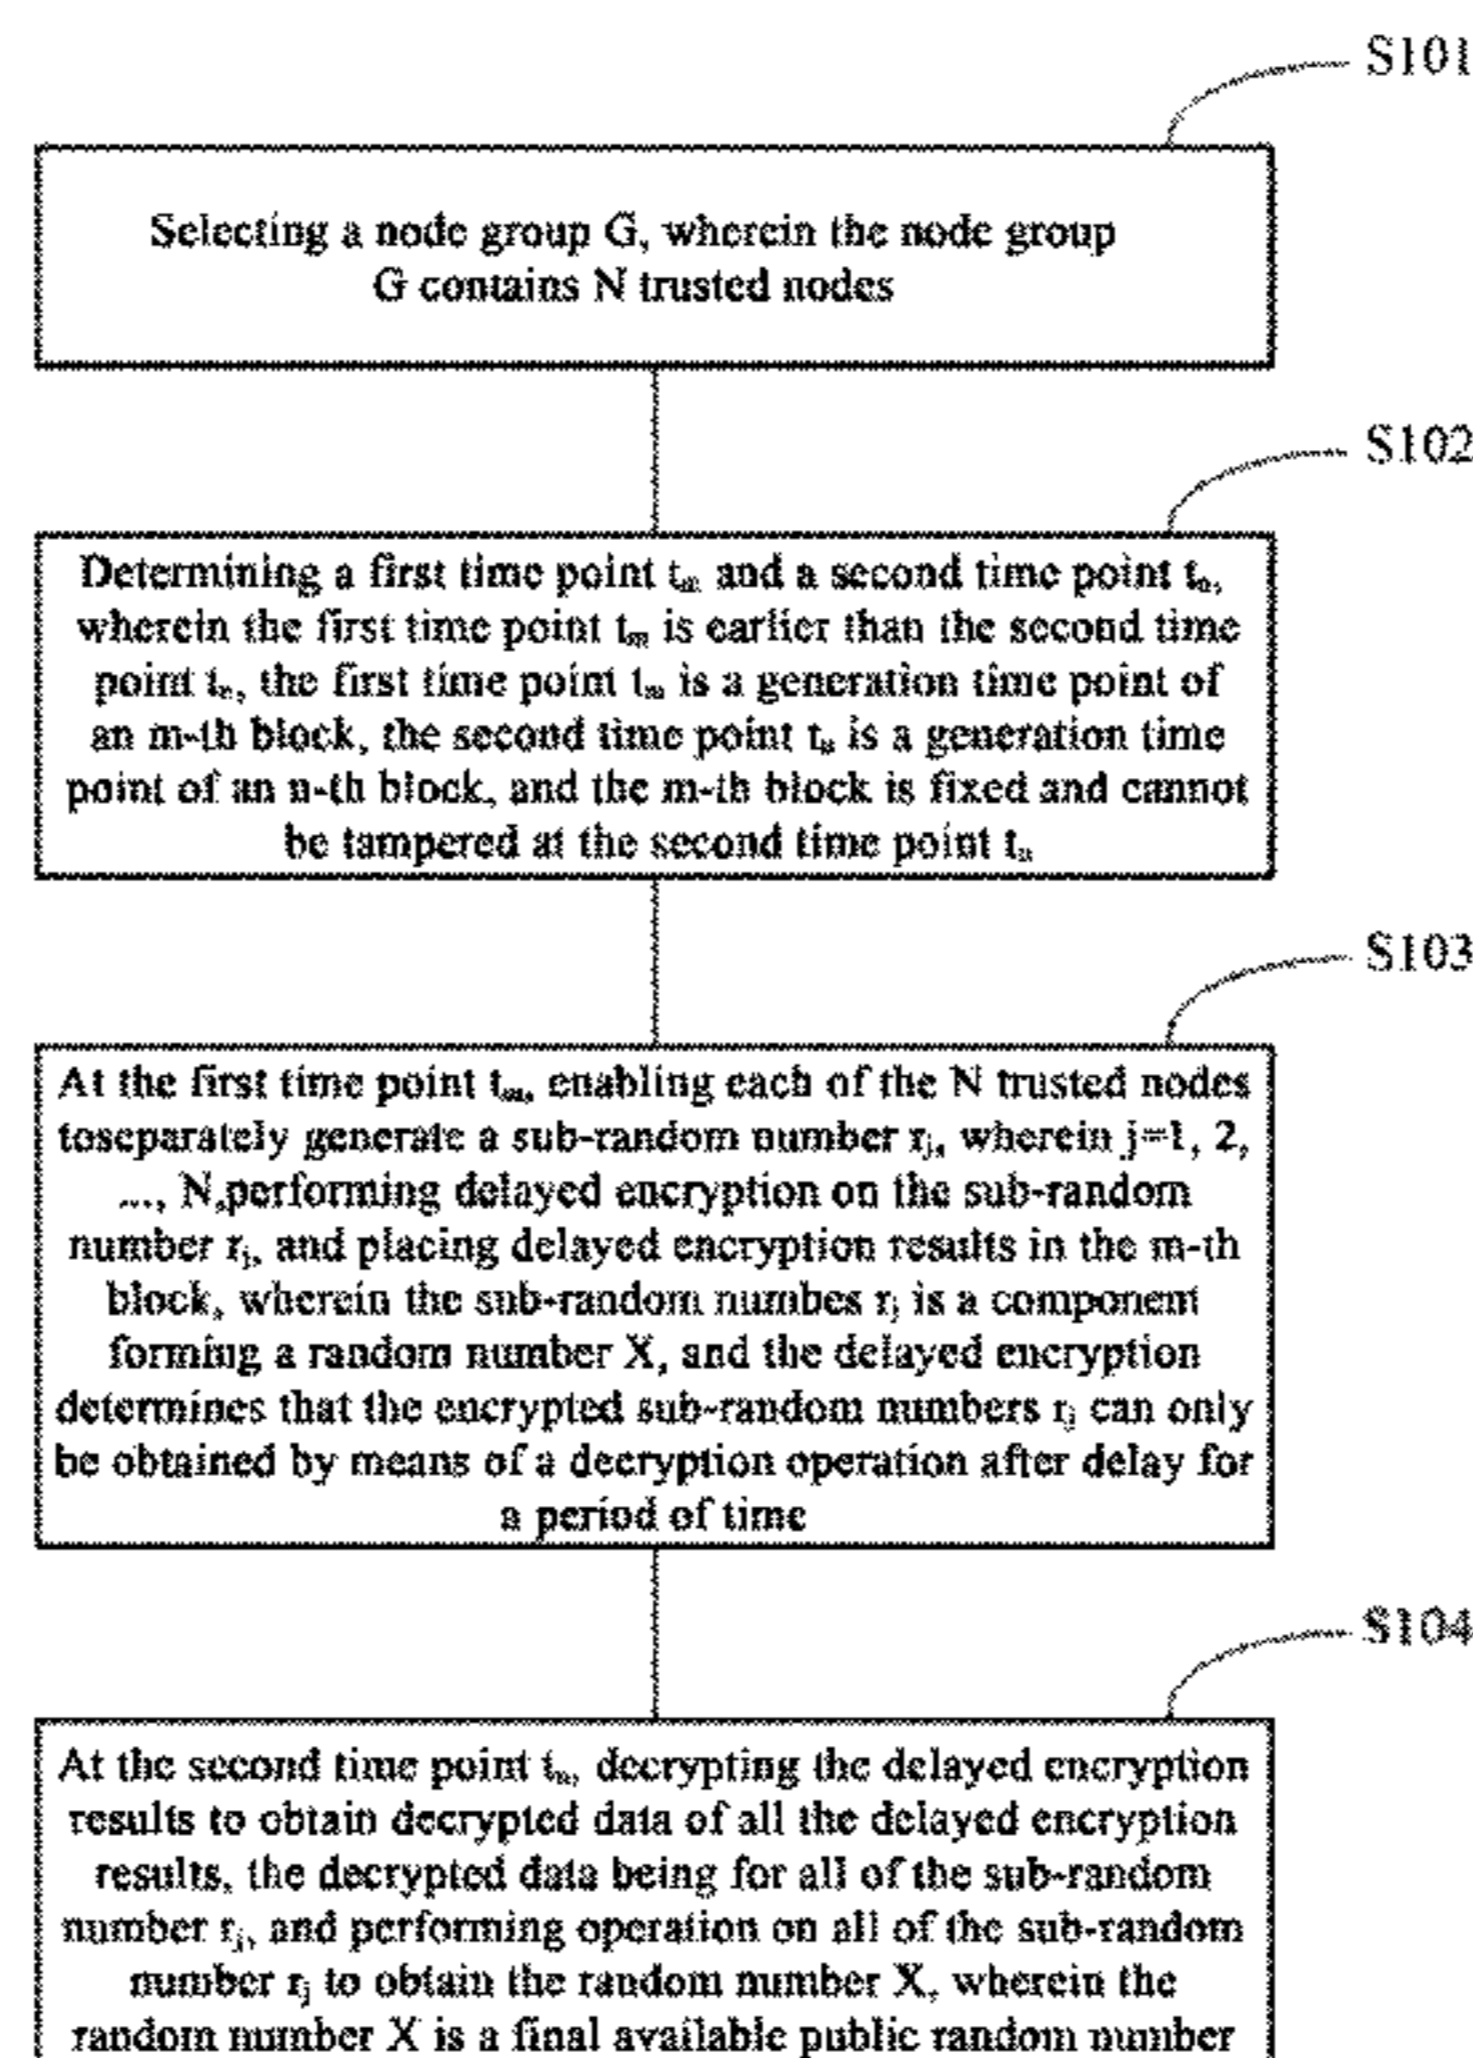 S101
Selecting a node group G, wherein the node group
G contains N trusted nodes
S102
Determining a first time point tₘ and a second time point tₙ,
wherein the first time point tₘ is earlier than the second time
point tₙ, the first time point tₘ is a generation time point of
an m-th block, the second time point tₙ is a generation time
point of an n-th block, and the m-th block is fixed and cannot
be tampered at the second time point tₙ
S103
At the first time point tₘ, enabling each of the N trusted nodes
toseparately generate a sub-random number rⱼ, wherein j=1, 2,
..., N,performing delayed encryption on the sub-random
number rⱼ, and placing delayed encryption results in the m-th
block, wherein the sub-random numbes rⱼ is a component
forming a random number X, and the delayed encryption
determines that the encrypted sub-random numbers rⱼ can only
be obtained by means of a decryption operation after delay for
a period of time
S104
At the second time point tₙ, decrypting the delayed encryption
results to obtain decrypted data of all the delayed encryption
results, the decrypted data being for all of the sub-random
number rⱼ, and performing operation on all of the sub-random
number rⱼ to obtain the random number X, wherein the
random number X is a final available public random number